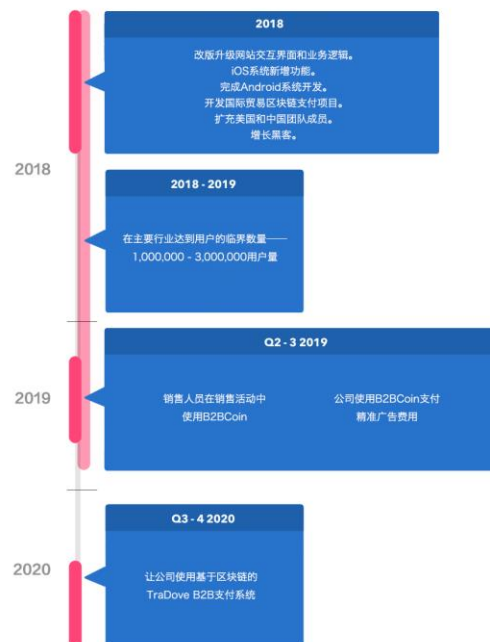 2018
改版升级网站交互界面和业务逻辑。
iOS系统新增功能。
完成Android系统开发。
开发国际贸易区块链支付项目。
扩充美国和中国团队成员。
增长黑客。
2018
2018 - 2019
在主要行业达到用户的临界数量——
1,000,000 - 3,000,000用户量
Q2 - 3 2019
2019
销售人员在销售活动中
使用B2BCoin
公司使用B2BCoin支付
精准广告费用
Q3 - 4 2020
2020
让公司使用基于区块链的
TraDove B2B支付系统